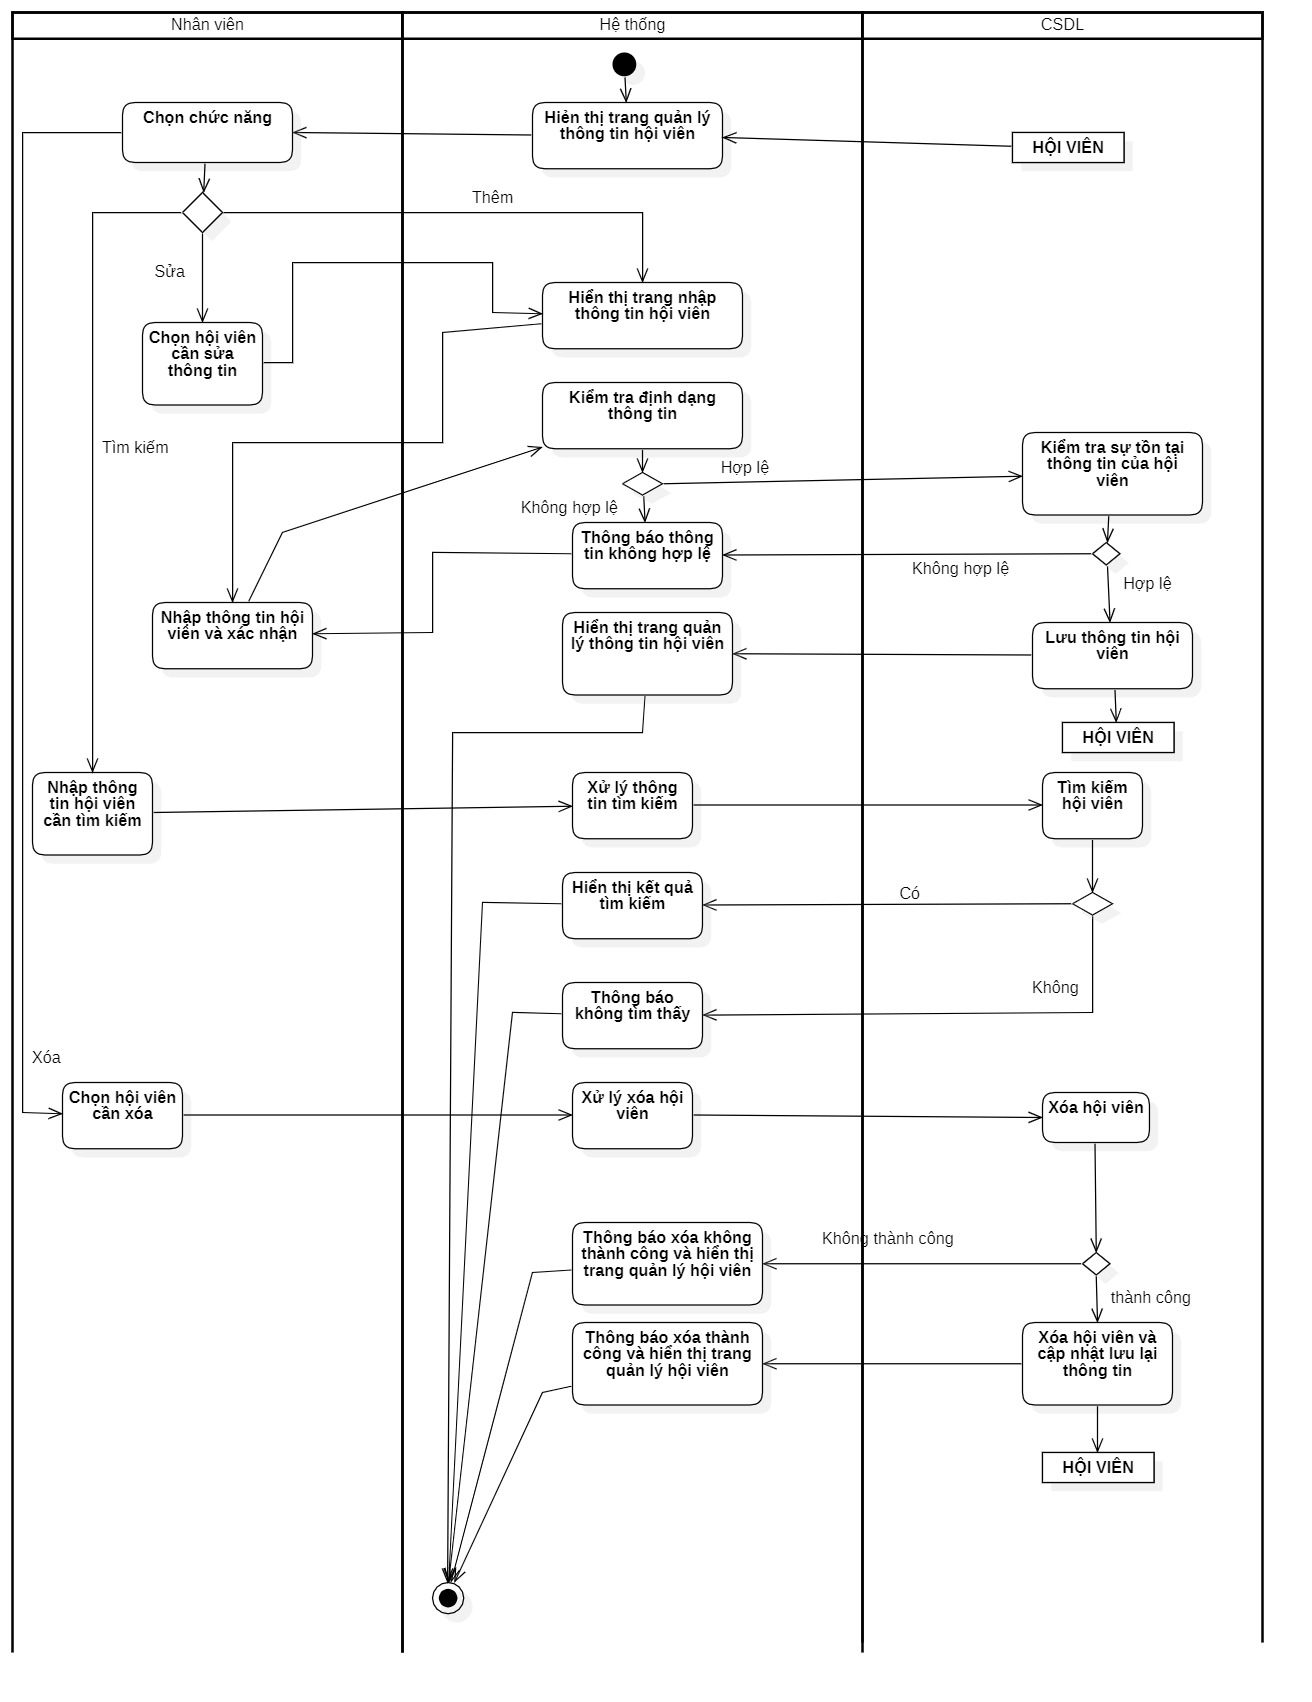 Nhân viên
Hệ thống
CSDL
Chọn chức năng
Hiển thị trang quản lý
thông tin hội viên
HỘI VIÊN
Thêm
Sửa
Hiển thị trang nhập
thông tin hội viên
Chọn hội viên
cần sửa
thông tin
Kiểm tra định dạng
thông tin
Tìm kiếm
Kiểm tra sự tồn tại
thông tin của hội
viên
Hợp lệ
Không hợp lệ
Thông báo thông
tin không hợp lệ
Không hợp lệ
Hợp lệ
Nhập thông tin hội
viên và xác nhận
Hiển thị trang quản
lý thông tin hội viên
Lưu thông tin hội
viên
HỘI VIÊN
Nhập thông
tin hội viên
cần tìm kiếm
Xử lý thông
tin tìm kiếm
Tìm kiếm
hội viên
Hiển thị kết quả
tìm kiếm
Có
Không
Thông báo
không tìm thấy
Xóa
Chọn hội viên
cần xóa
Xử lý xóa hội
viên
Xóa hội viên
Thông báo xóa không
thành công và hiển thị
trang quản lý hội viên
Không thành công
thành công
Thông báo xóa thành
công và hiển thị trang
quản lý hội viên
Xóa hội viên và
cập nhật lưu lại
thông tin
HỘI VIÊN